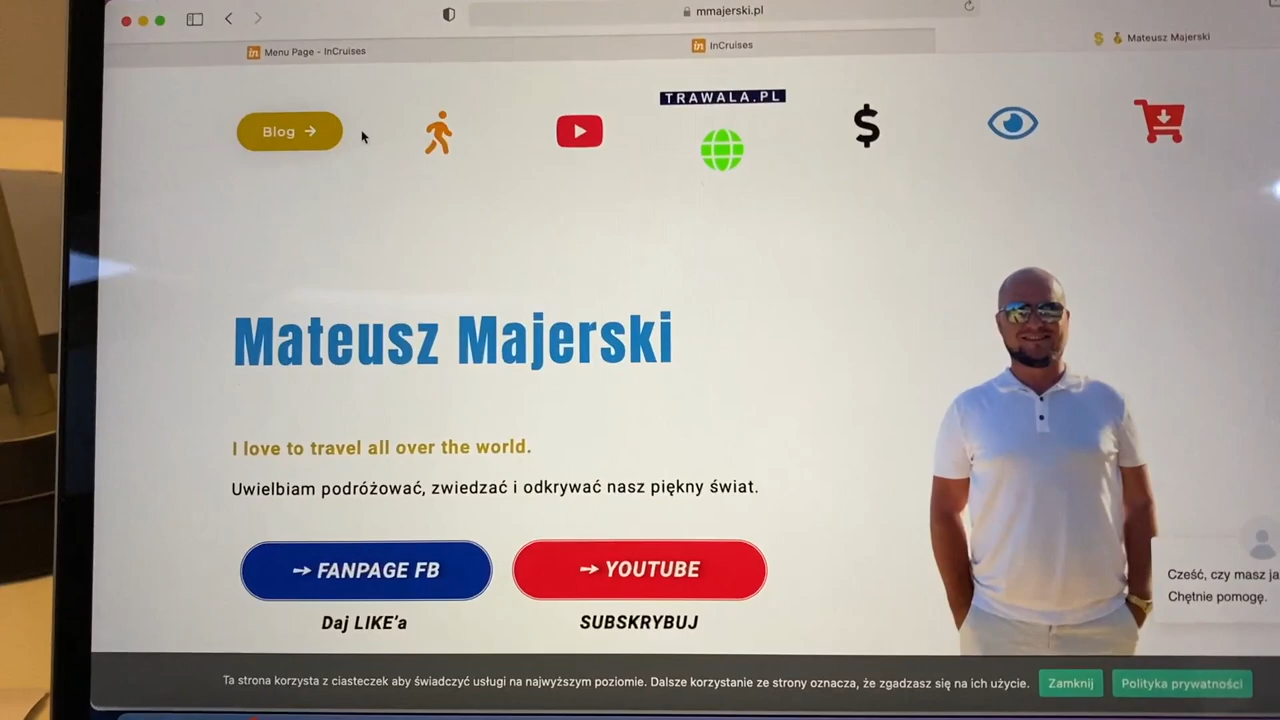 mmajerski.pl
in Menu Page - InCruises
in InCruises
Mateusz Majerski
TRAWALA.PL
Blog →
$
Mateusz Majerski
I love to travel all over the world.
Uwielbiam podróżować, zwiedzać i odkrywać nasz piękny świat.
FANPAGE FB
YOUTUBE
Daj LIKE'a
SUBSKRYBUJ
Cześć, czy masz ja
Chętnie pomogę.
Ta strona korzysta z ciasteczek aby świadczyć usługi na najwyższym poziomie. Dalsze korzystanie ze strony oznacza, że zgadzasz się na ich użycie.
Zamknij
Polityka prywatności